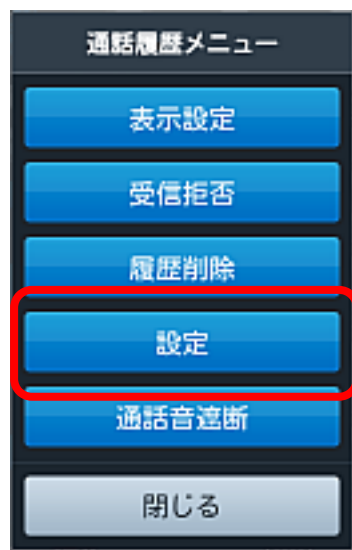 通話履歴メニュー
表示設定
受信拒否
履歴削除
設定
通話音遮断
閉じる